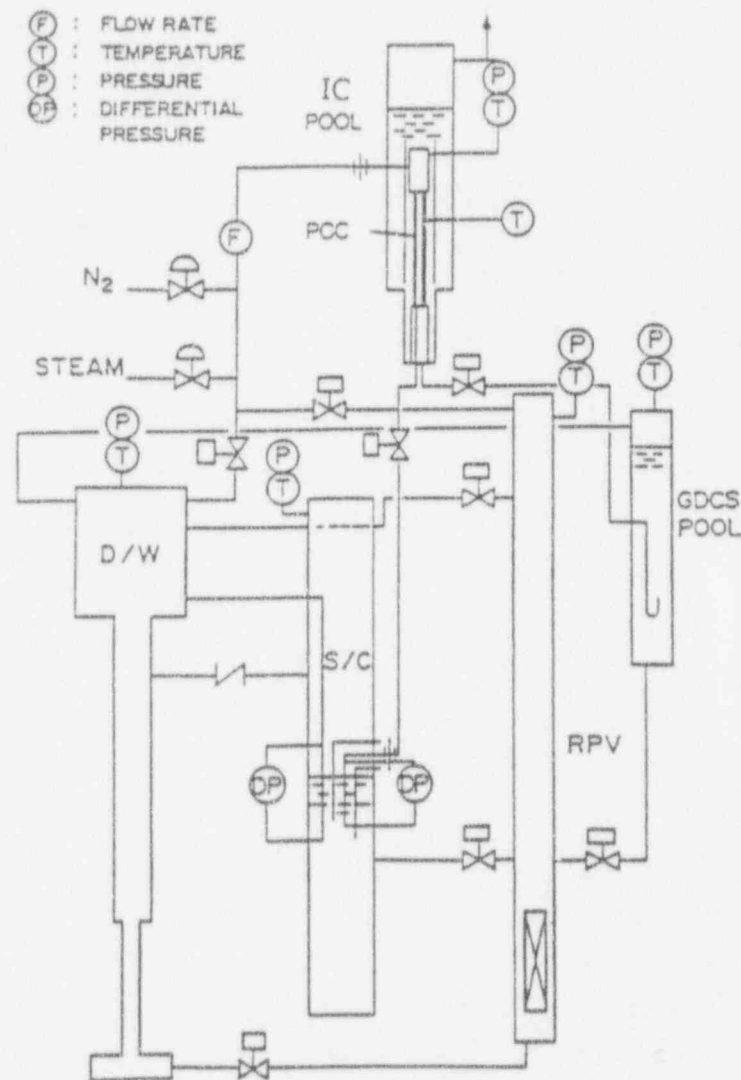 F : FLOW RATE
T : TEMPERATURE
P : PRESSURE
DP : DIFFERENTIAL
PRESSURE
IC
POOL
P
T
F
PCC
T
N2
STEAM
P
T
P
T
P
T
P
T
GDCS
POOL
D/W
S/C
RPV
DP
DP